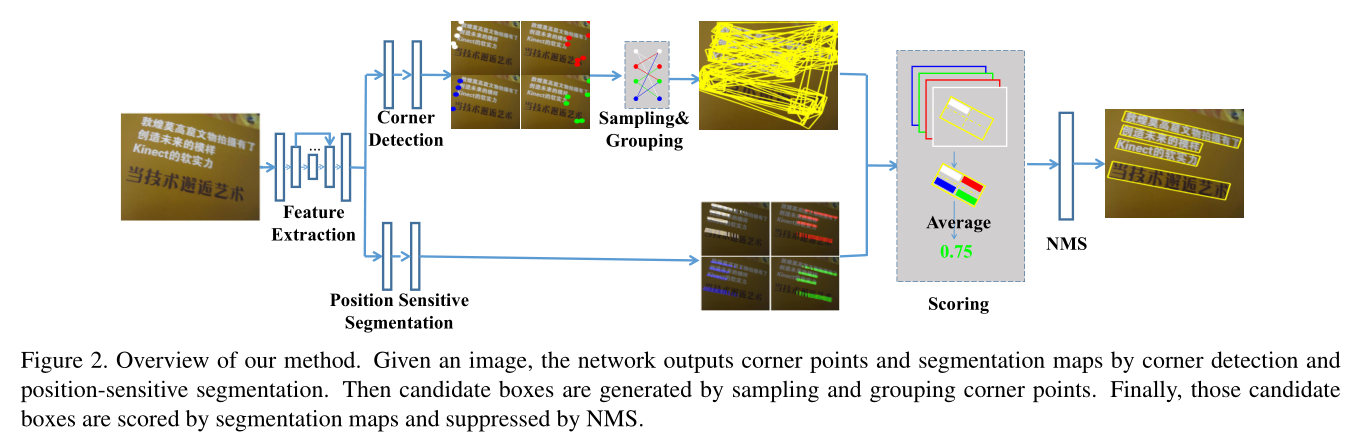 敦煌莫高窟文物拍摄有了
创造未来的模样
Kinect的软实力
当技术邂逅艺术
Feature
Extraction
...
Corner
Detection
Sampling&
Grouping
Position Sensitive
Segmentation
Average
0.75
Scoring
NMS
敦煌莫高窟文物拍摄有了
创造未来的模样
Kinect的软实力
当技术邂逅艺术
Figure 2. Overview of our method. Given an image, the network outputs corner points and segmentation maps by corner detection and
position-sensitive segmentation. Then candidate boxes are generated by sampling and grouping corner points. Finally, those candidate
boxes are scored by segmentation maps and suppressed by NMS.